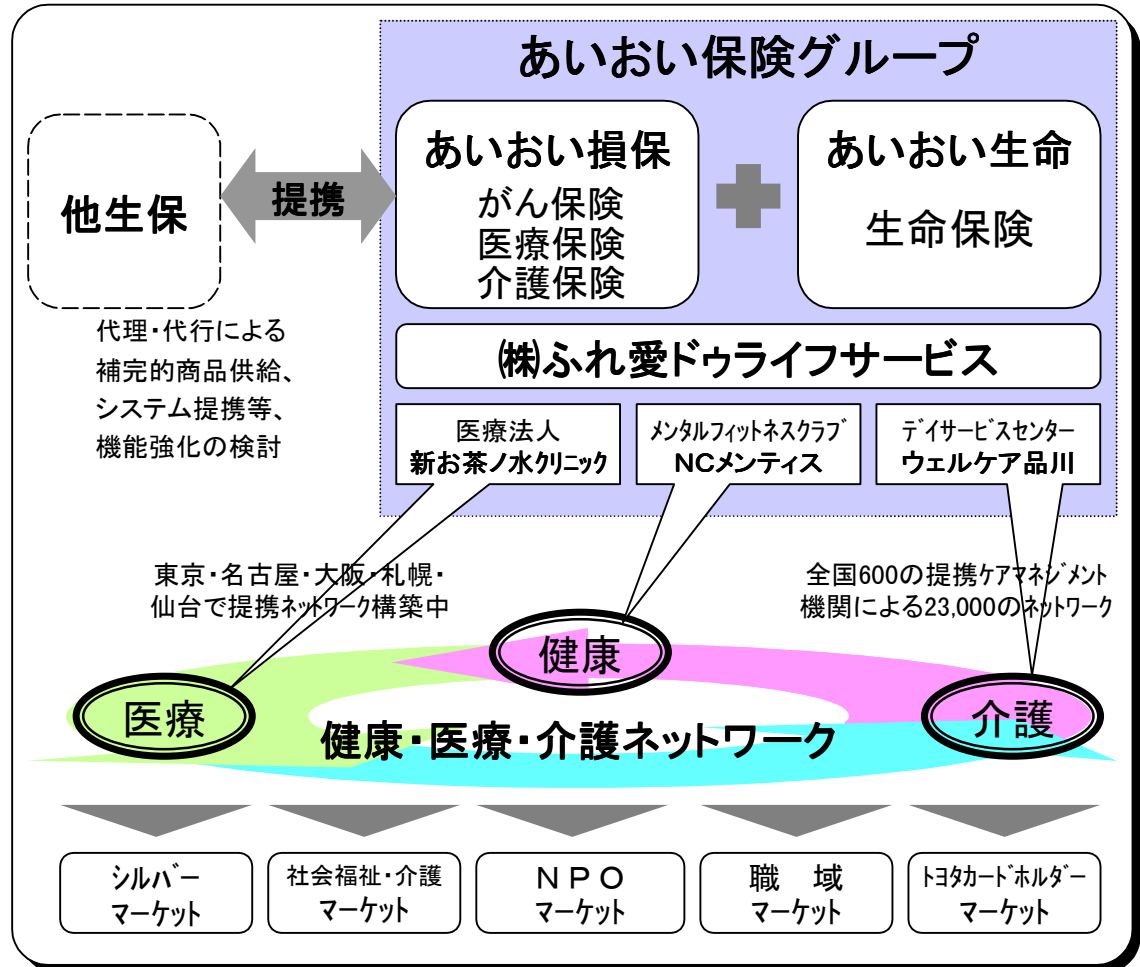 あいおい保険グループ
他生保
提携
あいおい損保
がん保険
医療保険
介護保険
あいおい生命
生命保険
代理・代行による
補完的商品供給、
システム提携等、
機能強化の検討
㈱ふれ愛ドゥライフサービス
医療法人
新お茶ノ水クリニック
ﾒﾝﾀﾙﾌｨｯﾄﾈｽｸﾗﾌﾞ
NCメンティス
ﾃﾞｲｻｰﾋﾞｽｾﾝﾀｰ
ウェルケア品川
東京・名古屋・大阪・札幌・
仙台で提携ﾈｯﾄﾜｰｸ構築中
全国600の提携ｹｱﾏﾈｼﾞﾒﾝﾄ
機関による23,000のﾈｯﾄﾜｰｸ
健康
医療
介護
健康・医療・介護ネットワーク
ｼﾙﾊﾞｰ
ﾏｰｹｯﾄ
社会福祉・介護
ﾏｰｹｯﾄ
ＮＰＯ
ﾏｰｹｯﾄ
職　域
ﾏｰｹｯﾄ
ﾄﾖﾀｶｰﾄﾞﾎﾙﾀﾞｰ
ﾏｰｹｯﾄ